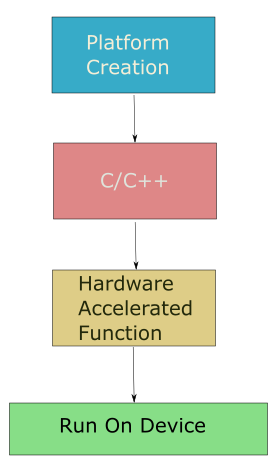 Platform
Creation
C/C++
Hardware
Accelerated
Function
Run On Device